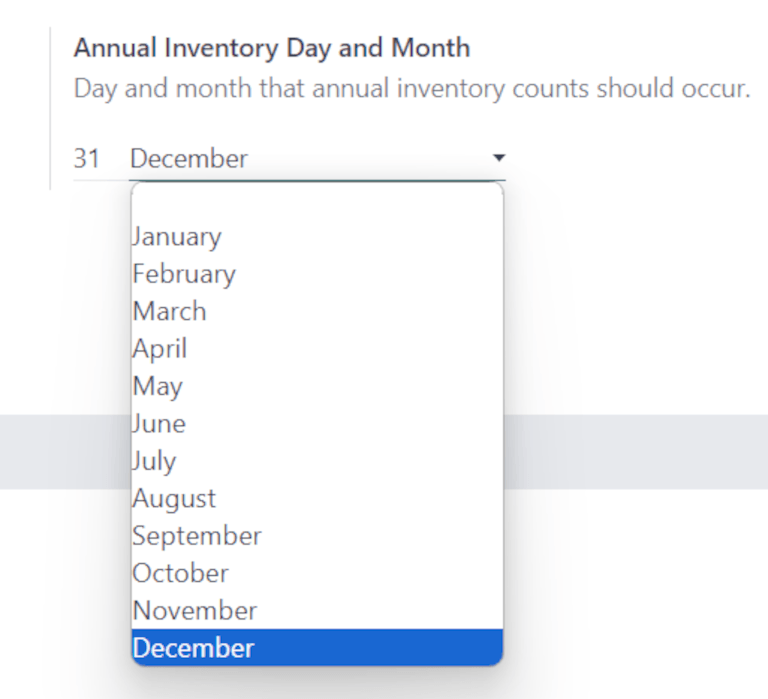 Annual Inventory Day and Month
Day and month that annual inventory counts should occur.
31 December
January
February
March
April
May
June
July
August
September
October
November
December